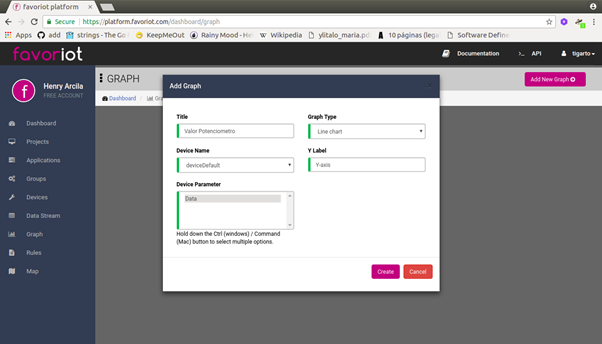 favoriot platform
Secure https://platform.favoriot.com/dashboard/graph
Apps add strings - The Go KeepMeOut Rainy Mood - Hel Wikipedia ylitalo_maria.pd 10 páginas (legal Software Define
favoriot
Documentation API tigarto
Henry Arcila
FREE ACCOUNT
GRAPH
Add New Graph
Dashboard Gra
Dashboard
Projects
Applications
Groups
Devices
Data Stream
Graph
Rules
Map
Add Graph
Title Graph Type
Valor Potenciometro Line chart
Device Name Y Label
deviceDefault Y-axis
Device Parameter
Data
Hold down the Ctrl (windows) / Command
(Mac) button to select multiple options.
Create Cancel